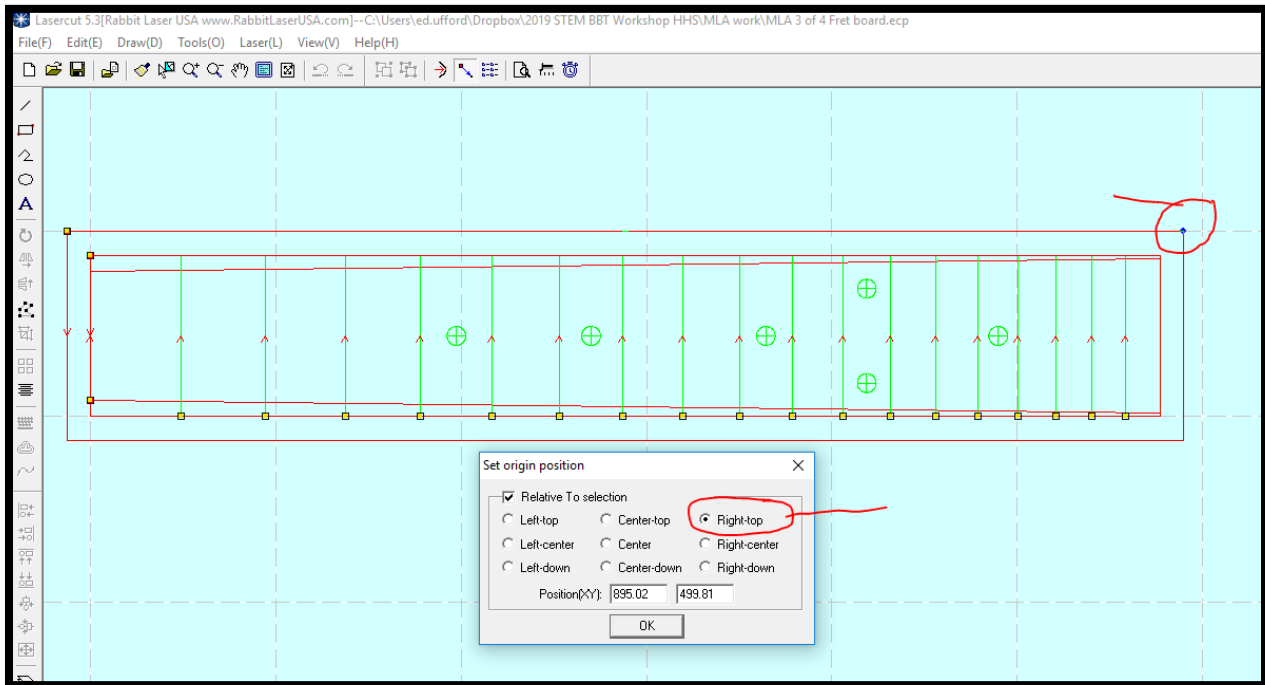 Lasercut 5.3[Rabbit Laser USA www.RabbitLaserUSA.com]--C:\Users\ed.ufford\Dropbox\2019 STEM BBT Workshop HHS\MLA work\MLA 3 of 4 Fret board.ecp
File(F) Edit(E) Draw(D) Tools(O) Laser(L) View(V) Help(H)
A
Set origin position
Relative To selection
Left-top Center-top Right-top
Left-center Center Right-center
Left-down Center-down Right-down
Position(XY): 895.02 499.81
OK